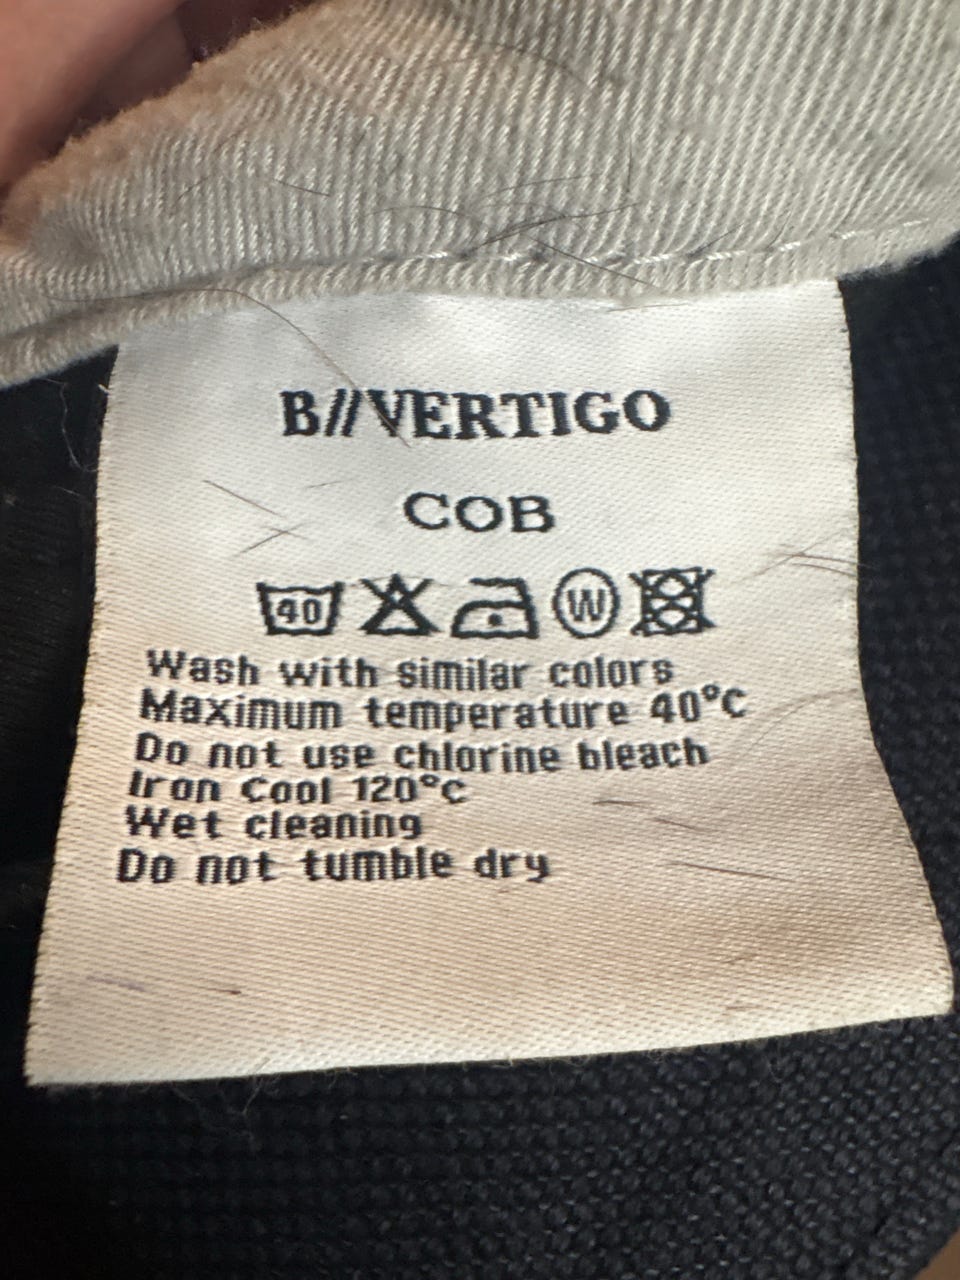 B//VERTIGO
COB
40 W
Wash with similar colors
Maximum temperature 40°C
Do not use chlorine bleach
Iron Cool 120°c
Wet cleaning
Do not tumble dry